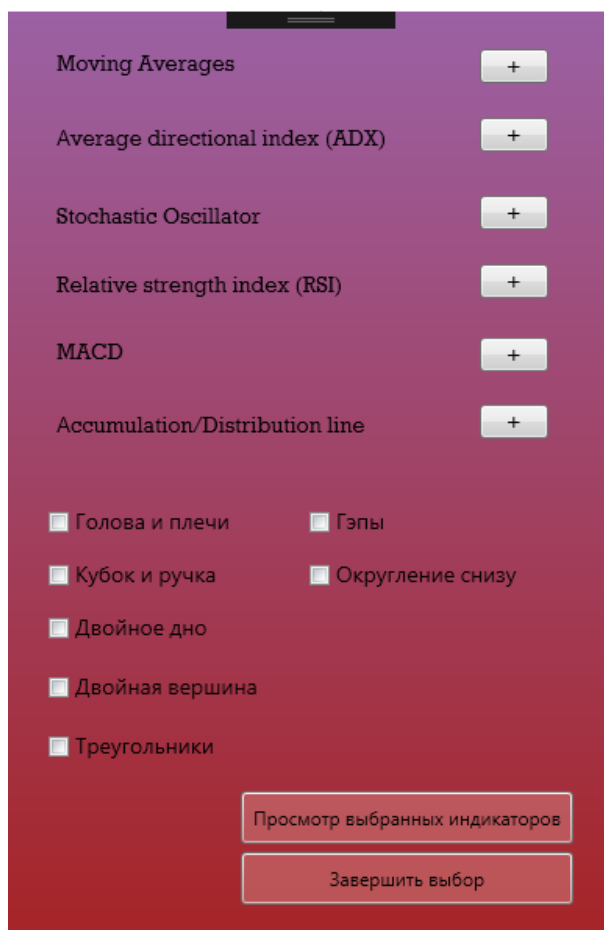 Moving Averages +
Average directional index (ADX) +
Stochastic Oscillator +
Relative strength index (RSI) +
MACD +
Accumulation/Distribution line +
Голова и плечи Гэпы
Кубок и ручка Округление снизу
Двойное дно
Двойная вершина
Треугольники
Просмотр выбранных индикаторов
Завершить выбор